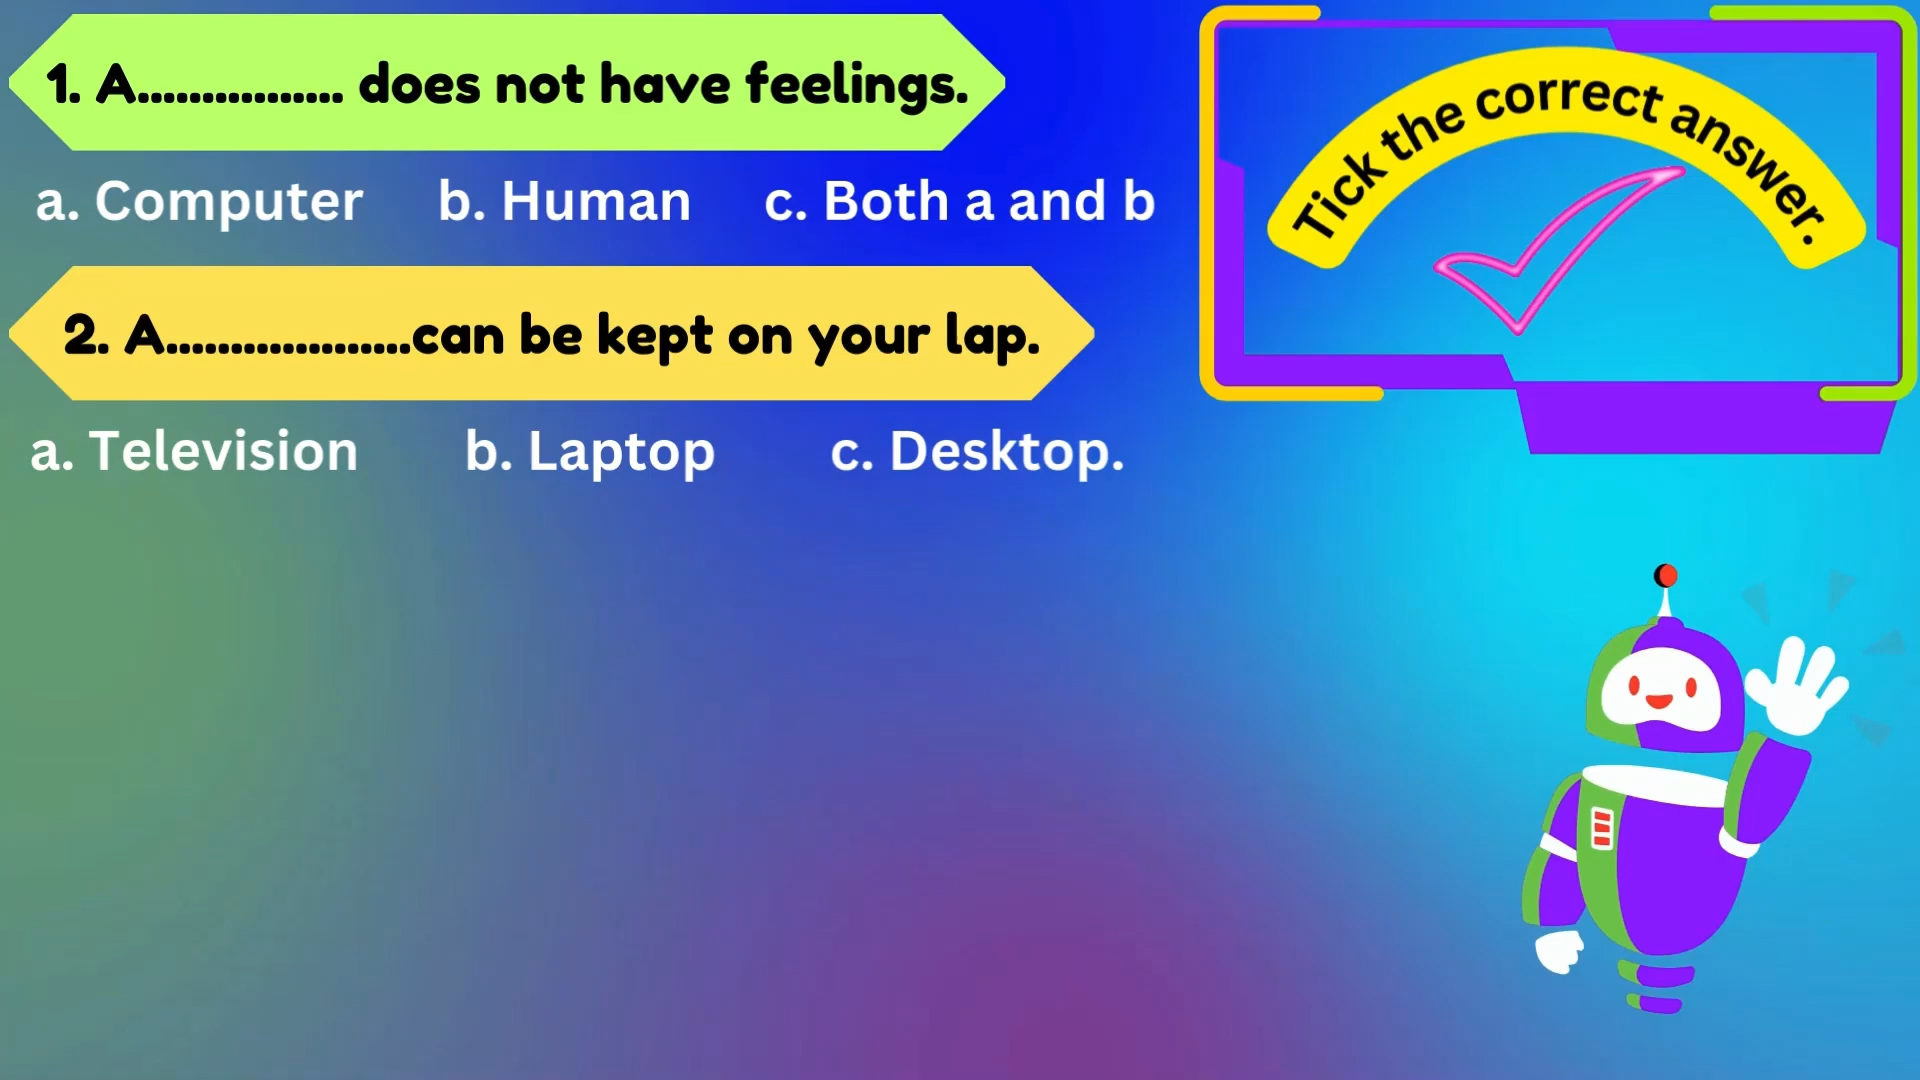 1. A................ does not have feelings.
a. Computer b. Human c. Both a and b
2. A...................can be kept on your lap.
a. Television b. Laptop c. Desktop.
Tick the correct answer.